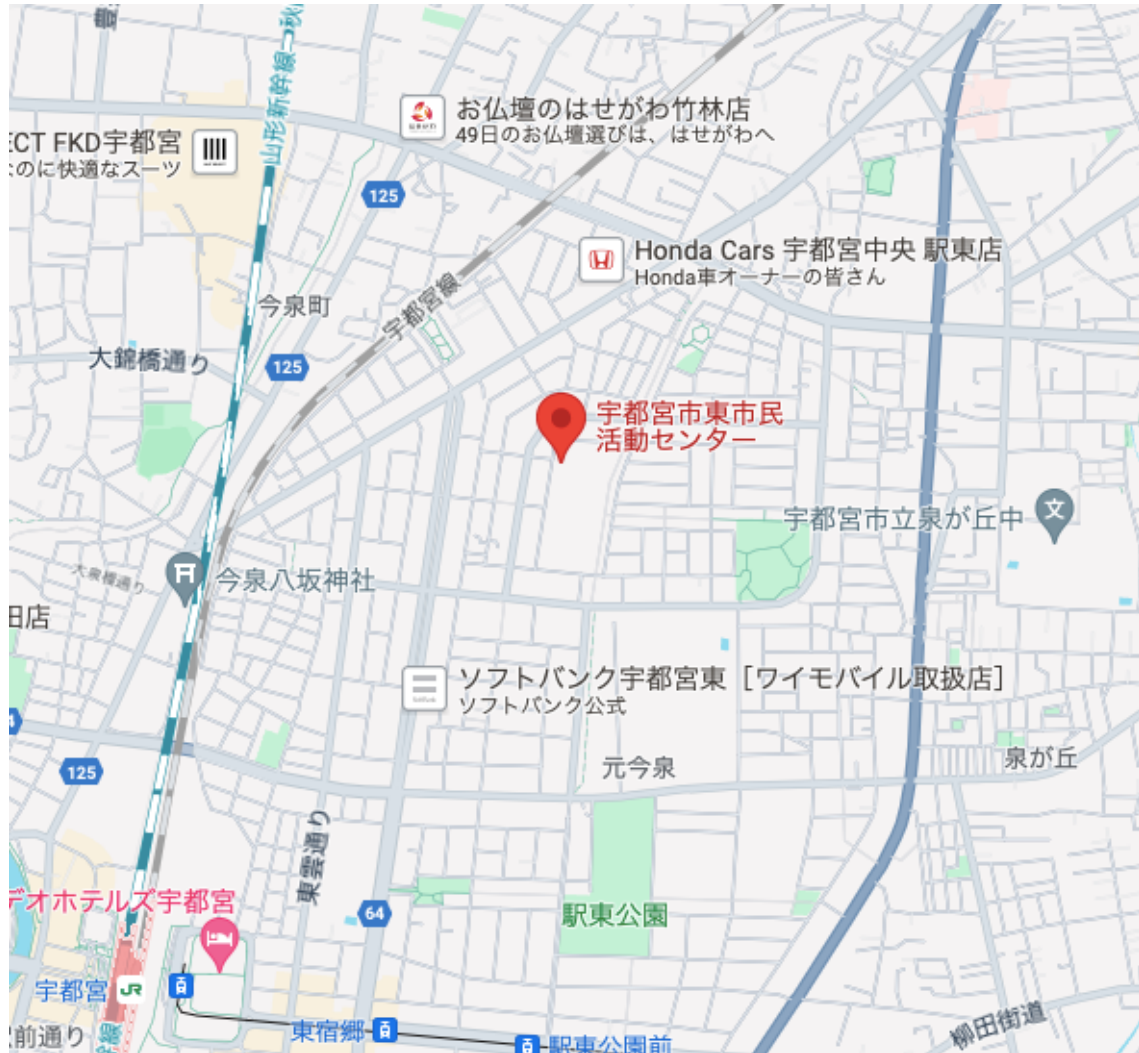 豊
山形新幹線・秋
お仏壇のはせがわ竹林店
49日のお仏壇選びは、はせがわへ
ECT FKD宇都宮
なのに快適なスーツ
125
Honda Cars 宇都宮中央 駅東店
Honda車オーナーの皆さん
今泉町
宇都宮線
大錦橋通り
125
宇都宮市東市民
活動センター
宇都宮市立泉が丘中
文
今泉八坂神社
田店
ソフトバンク宇都宮東［ワイモバイル取扱店］
ソフトバンク公式
4
元今泉
泉が丘
125
東雲通り
デオホテルズ宇都宮
64
駅東公園
宇都宮
JR
駅前通り
幹線
東宿郷
駅東公園前
柳田街道